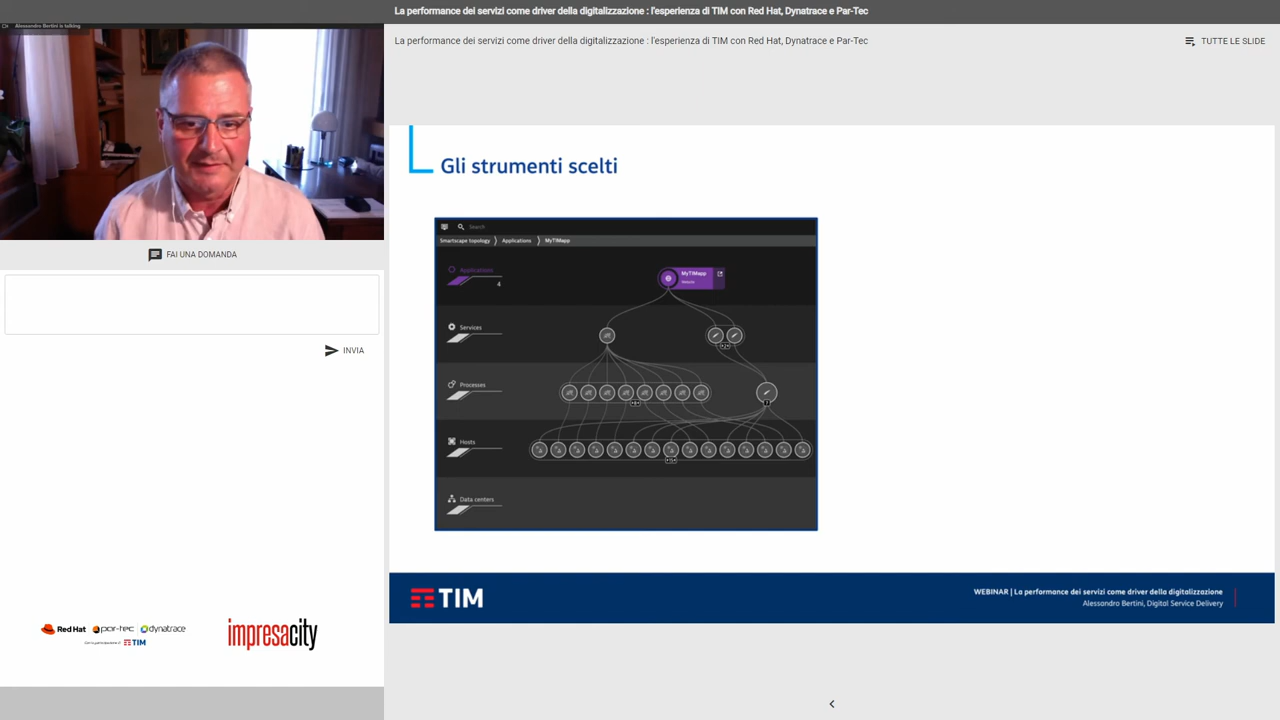 Alessandro Bertini is talking
La performance dei servizi come driver della digitalizzazione : l'esperienza di TIM con Red Hat, Dynatrace e Par-Tec
La performance dei servizi come driver della digitalizzazione : l'esperienza di TIM con Red Hat, Dynatrace e Par-Tec
TUTTE LE SLIDE
Gli strumenti scelti
Search
Smartscape topology
Applications
MyTIMapp
Applications
4
MyTIMapp
Website
Services
Processes
Hosts
Data centers
FAI UNA DOMANDA
INVIA
Red Hat
par-tec
dynatrace
TIM
impresacity
TIM
WEBINAR | La performance dei servizi come driver della digitalizzazione
Alessandro Bertini, Digital Service Delivery